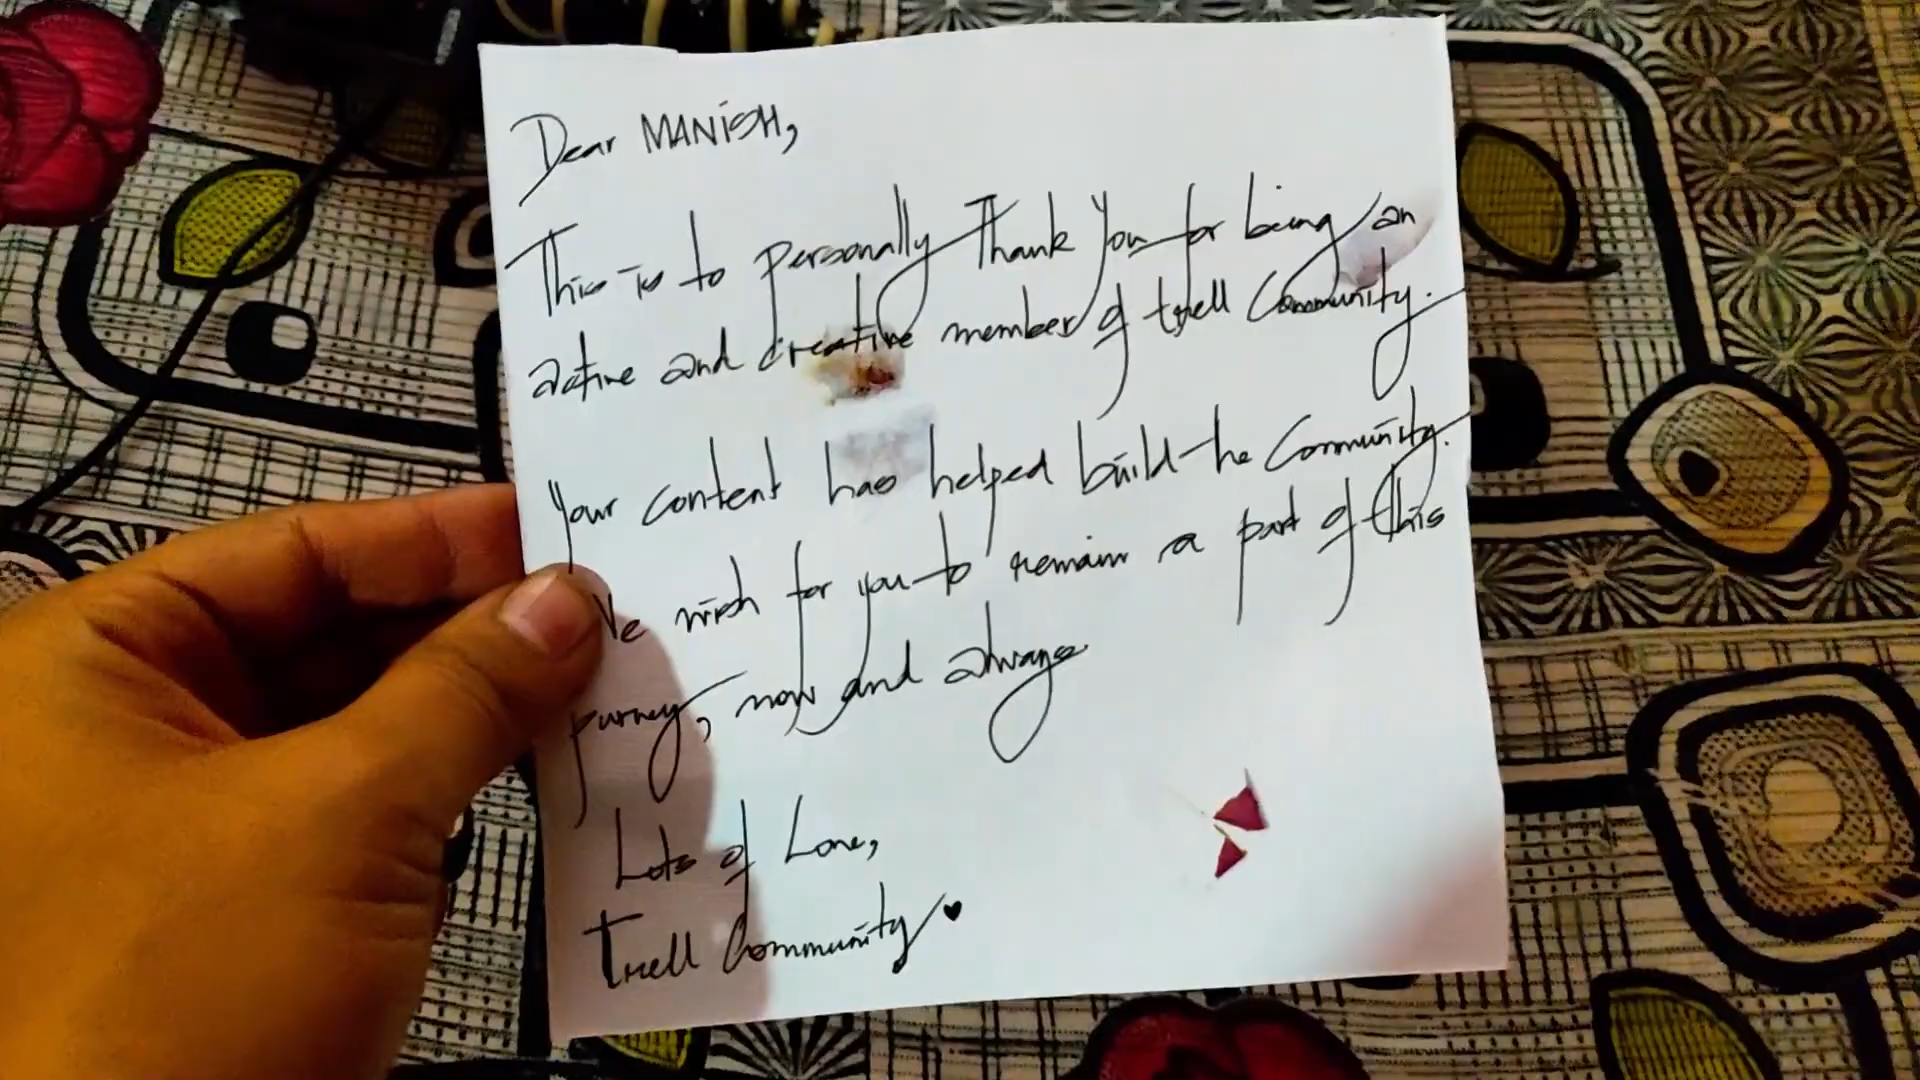 Dear MANISH,
This is to personally Thank You for being an
active and creative member of trell Community.
Your content has helped build the Community.
We wish for you to remain a part of this
journey, now and always
Lots of Love,
Trell Community ♥